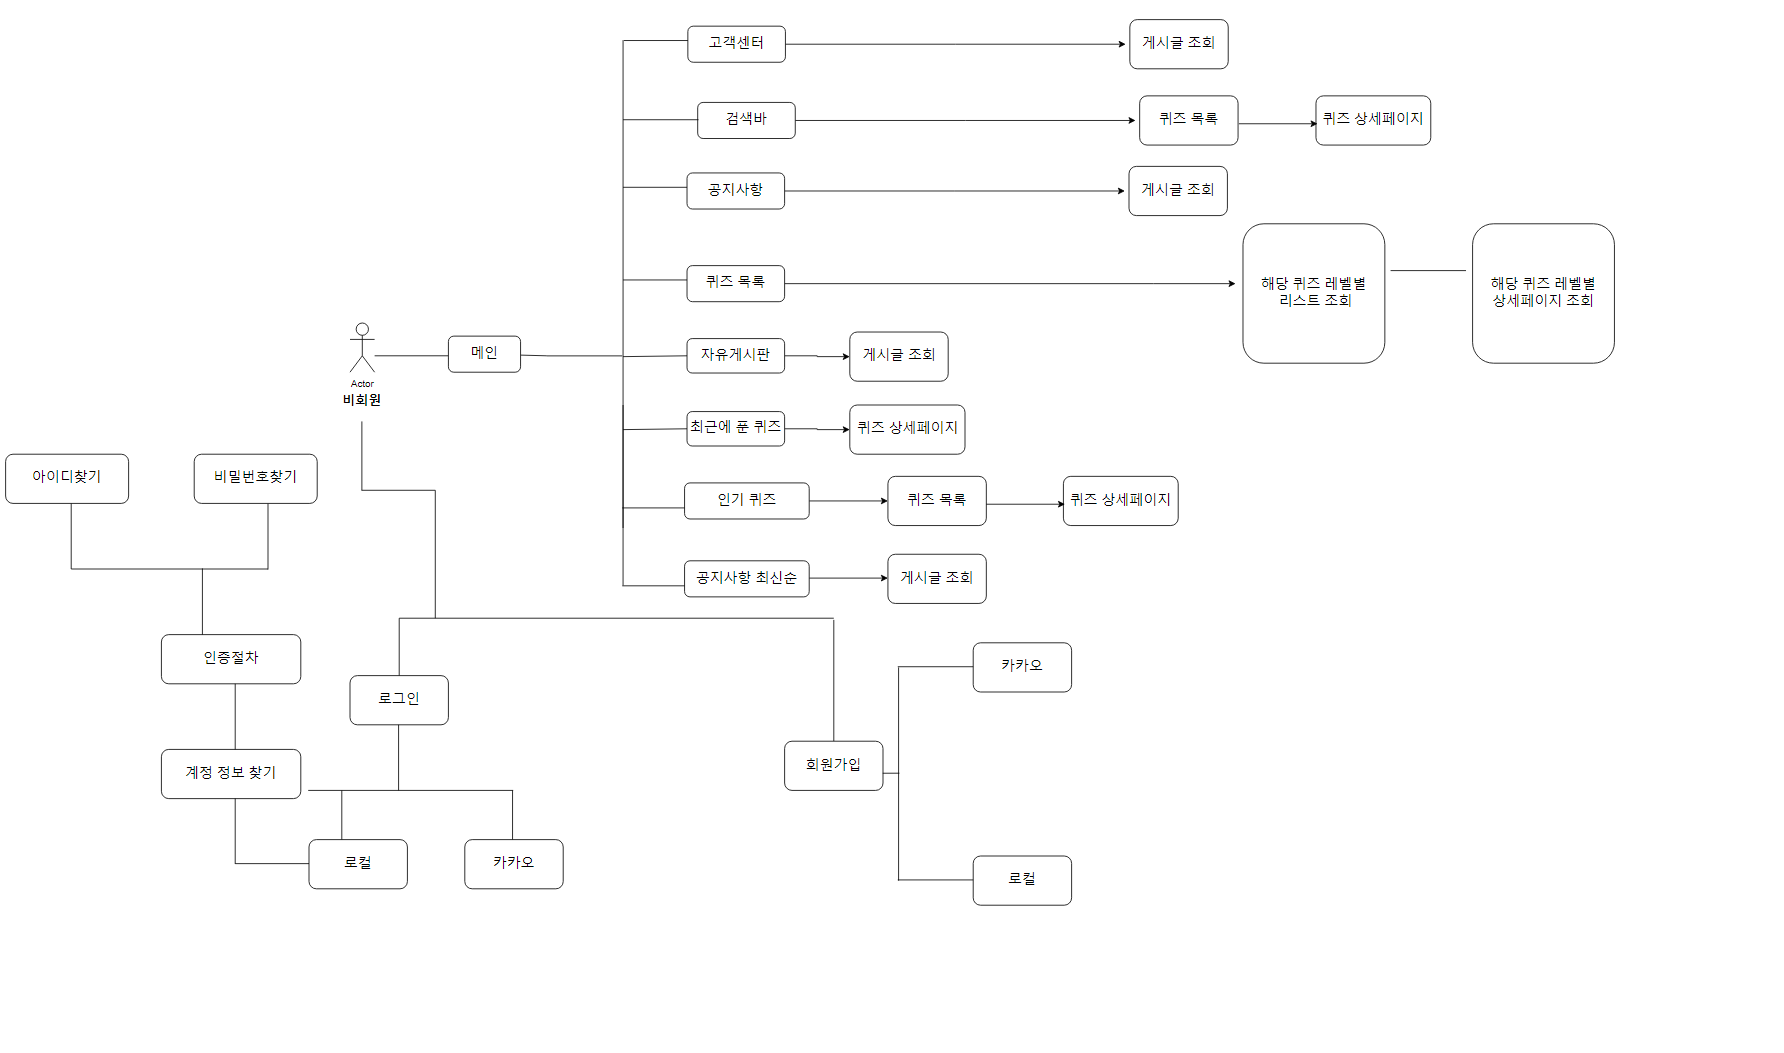 고객센터
게시글 조회
검색바
퀴즈 목록
퀴즈 상세페이지
공지사항
게시글 조회
퀴즈 목록
해당 퀴즈 레벨별
리스트 조회
해당 퀴즈 레벨별
상세페이지 조회
메인
자유게시판
게시글 조회
Actor
비회원
최근에 푼 퀴즈
퀴즈 상세페이지
아이디찾기
비밀번호찾기
인기 퀴즈
퀴즈 목록
퀴즈 상세페이지
공지사항 최신순
게시글 조회
인증절차
카카오
로그인
계정 정보 찾기
회원가입
로컬
카카오
로컬